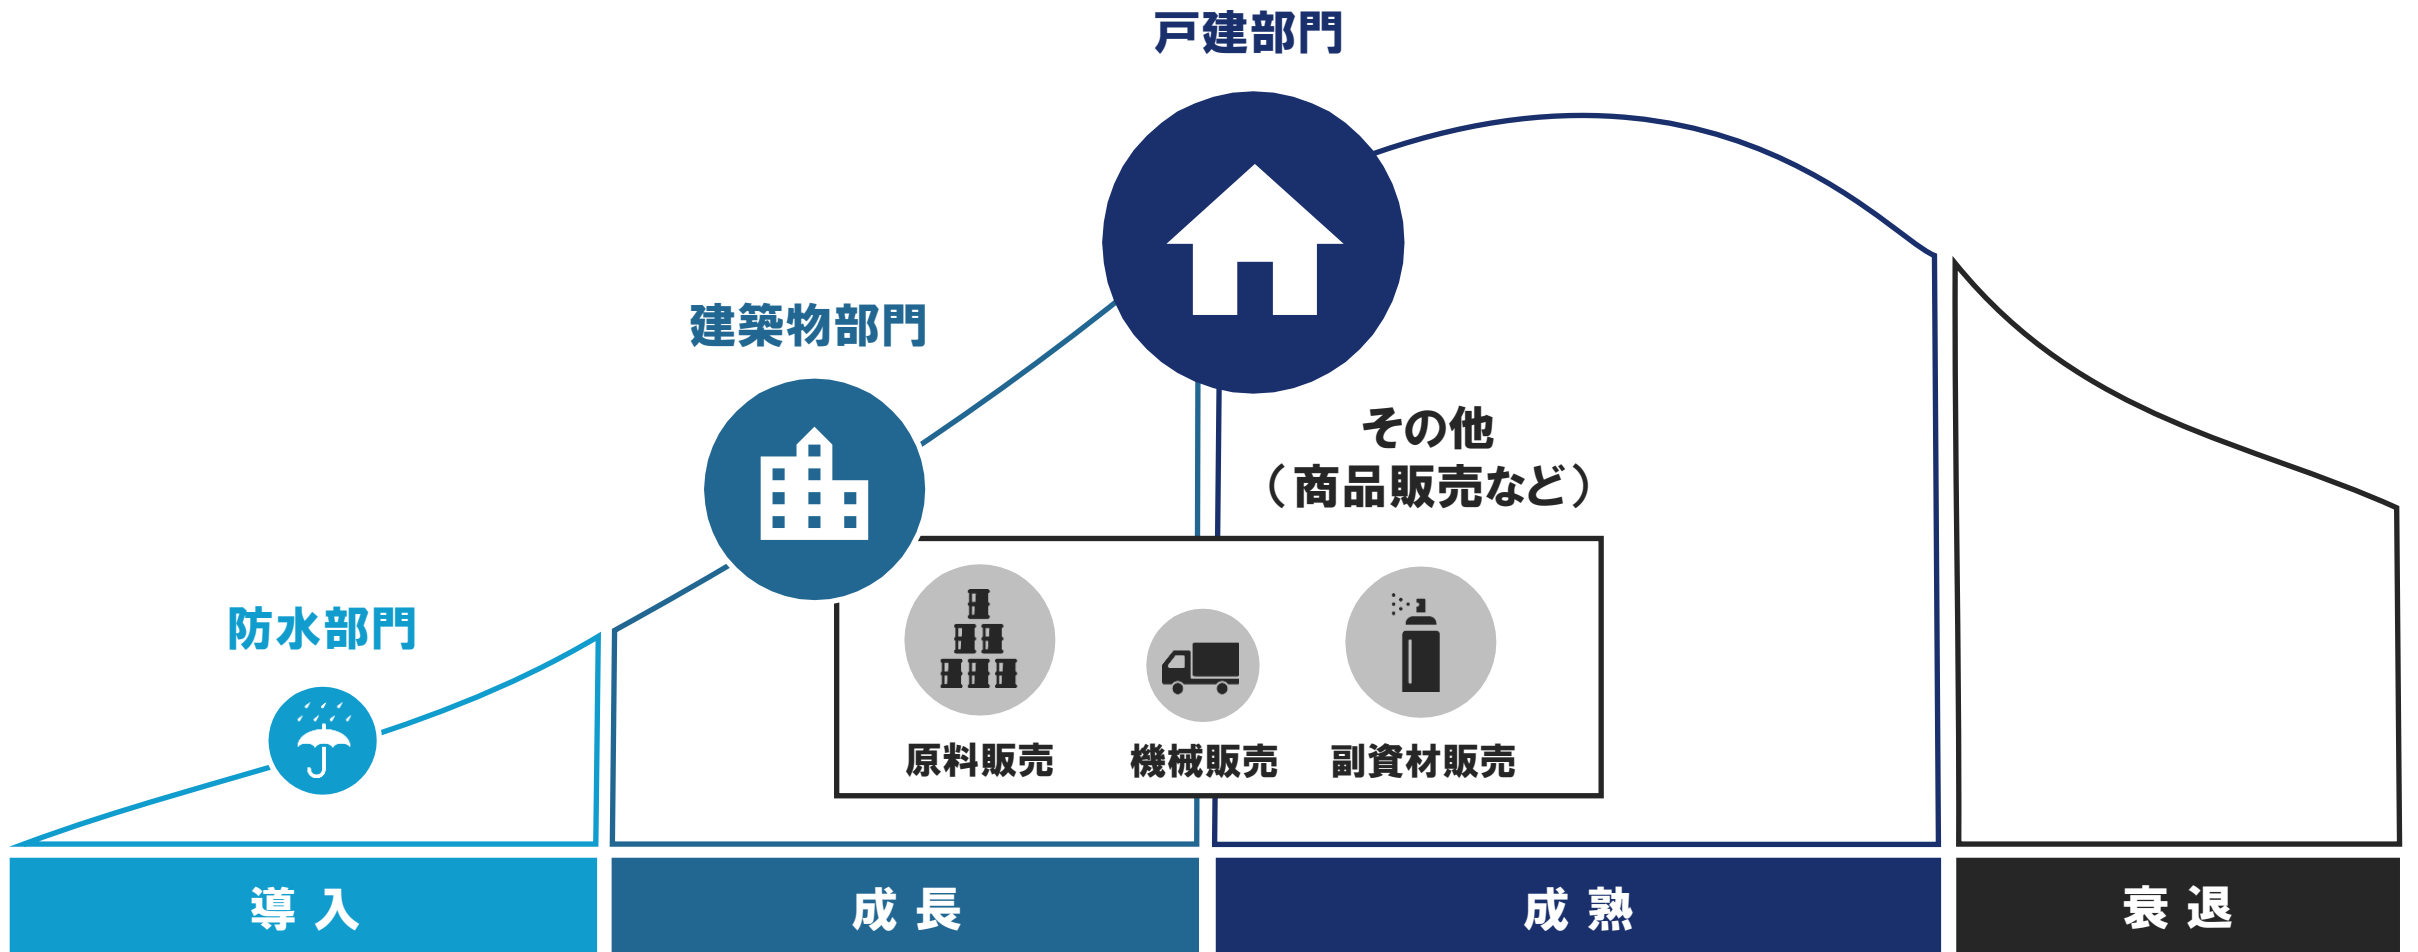 戸建部門
建築物部門
その他
（商品販売など）
防水部門
原料販売
機械販売
副資材販売
導入
成長
成熟
衰退